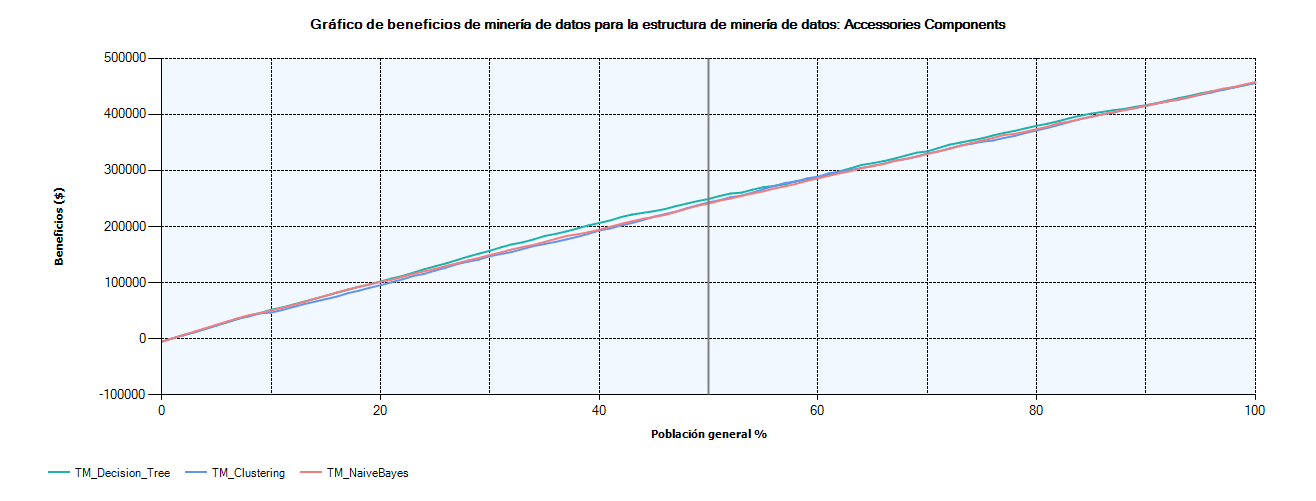 Gráfico de beneficios de minería de datos para la estructura de minería de datos: Accessories Components
500000
400000
300000
200000
100000
0
-100000
Beneficios ($)
0 20 40 60 80 100
Población general %
TM_Decision_Tree TM_Clustering TM_NaiveBayes